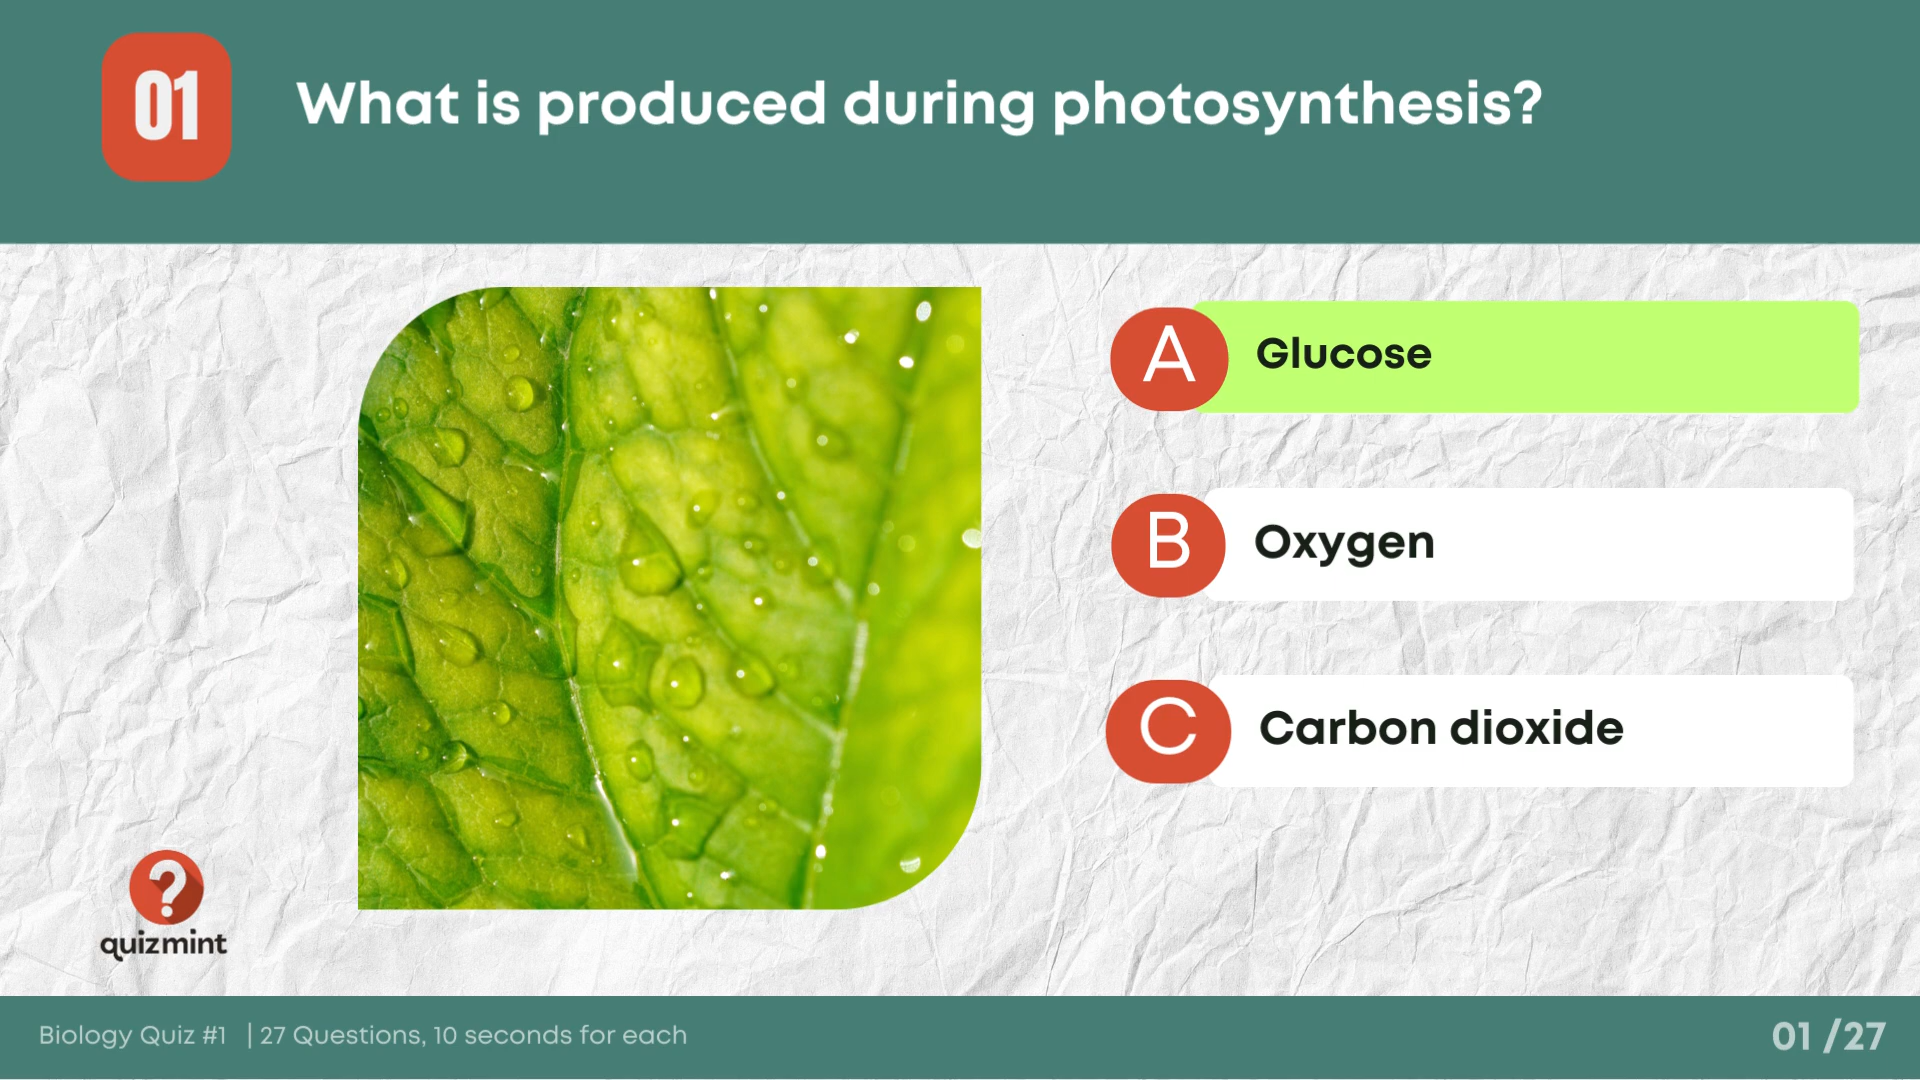 01
What is produced during photosynthesis?
A Glucose
B Oxygen
C Carbon dioxide
?
quizmint
Biology Quiz #1 | 27 Questions, 10 seconds for each
01 /27